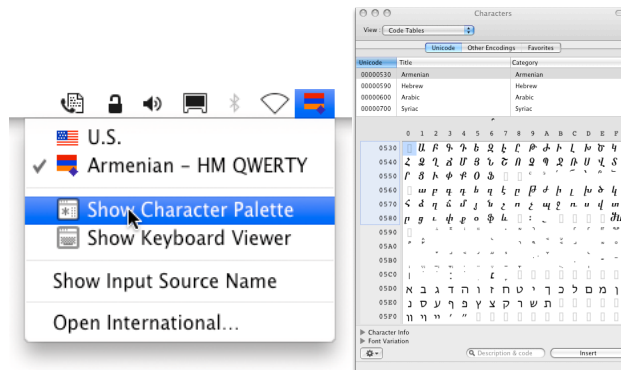 U.S.
✓ Armenian – HM QWERTY
Show Character Palette
Show Keyboard Viewer
Show Input Source Name
Open International...
Characters
View : Code Tables
Unicode Other Encodings Favorites
Unicode Title Category
00000530 Armenian Armenian
00000590 Hebrew Hebrew
00000600 Arabic Arabic
00000700 Syriac Syriac
0 1 2 3 4 5 6 7 8 9 A B C D E F
0530 Ա Բ Գ Դ Ե Զ Է Ը Թ Ժ Ի Լ Խ Ծ Կ
0540 Հ Ձ Ղ Ճ Մ Յ Ն Շ Ո Չ Պ Ջ Ռ Ս Վ Տ
0550 Ր Ց Ւ Փ Ք Օ Ֆ
0560 ա բ գ դ ե զ է ը թ ժ ի լ խ ծ կ
0570 հ ձ ղ ճ մ յ ն շ ո չ պ ջ ռ ս վ տ
0580 ր ց ւ փ ք օ ֆ և
0590
05A0
05B0
05C0
05D0 א ב ג ד ה ו ז ח ט י ך כ ל ם מ ן
05E0 נ ס ע ף פ ץ צ ק ר ש ת
05F0 װ ױ ײ ׳ ״
Character Info
Font Variation
Description & code Insert